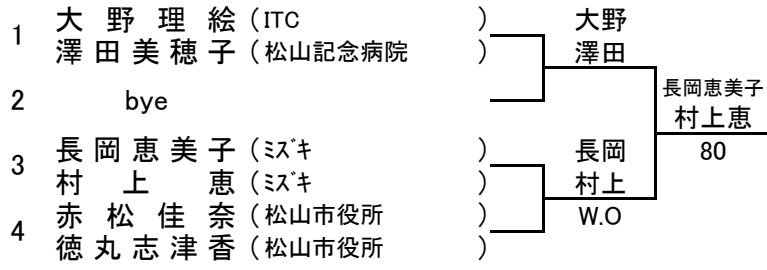 1 大野理絵(ITC)
澤田美穂子(松山記念病院)
2 bye
3 長岡恵美子(ミズキ)
村上恵(ミズキ)
4 赤松佳奈(松山市役所)
徳丸志津香(松山市役所)
大野
澤田
長岡
村上
W.O
長岡恵美子
村上恵
80